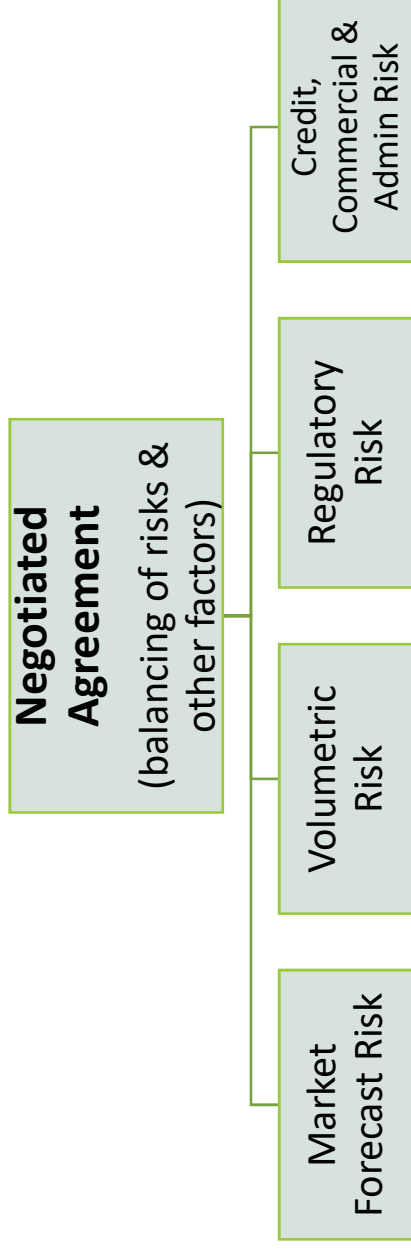 Negotiated
Agreement
(balancing of risks &
other factors)
Market
Forecast Risk
Volumetric
Risk
Regulatory
Risk
Credit,
Commercial &
Admin Risk